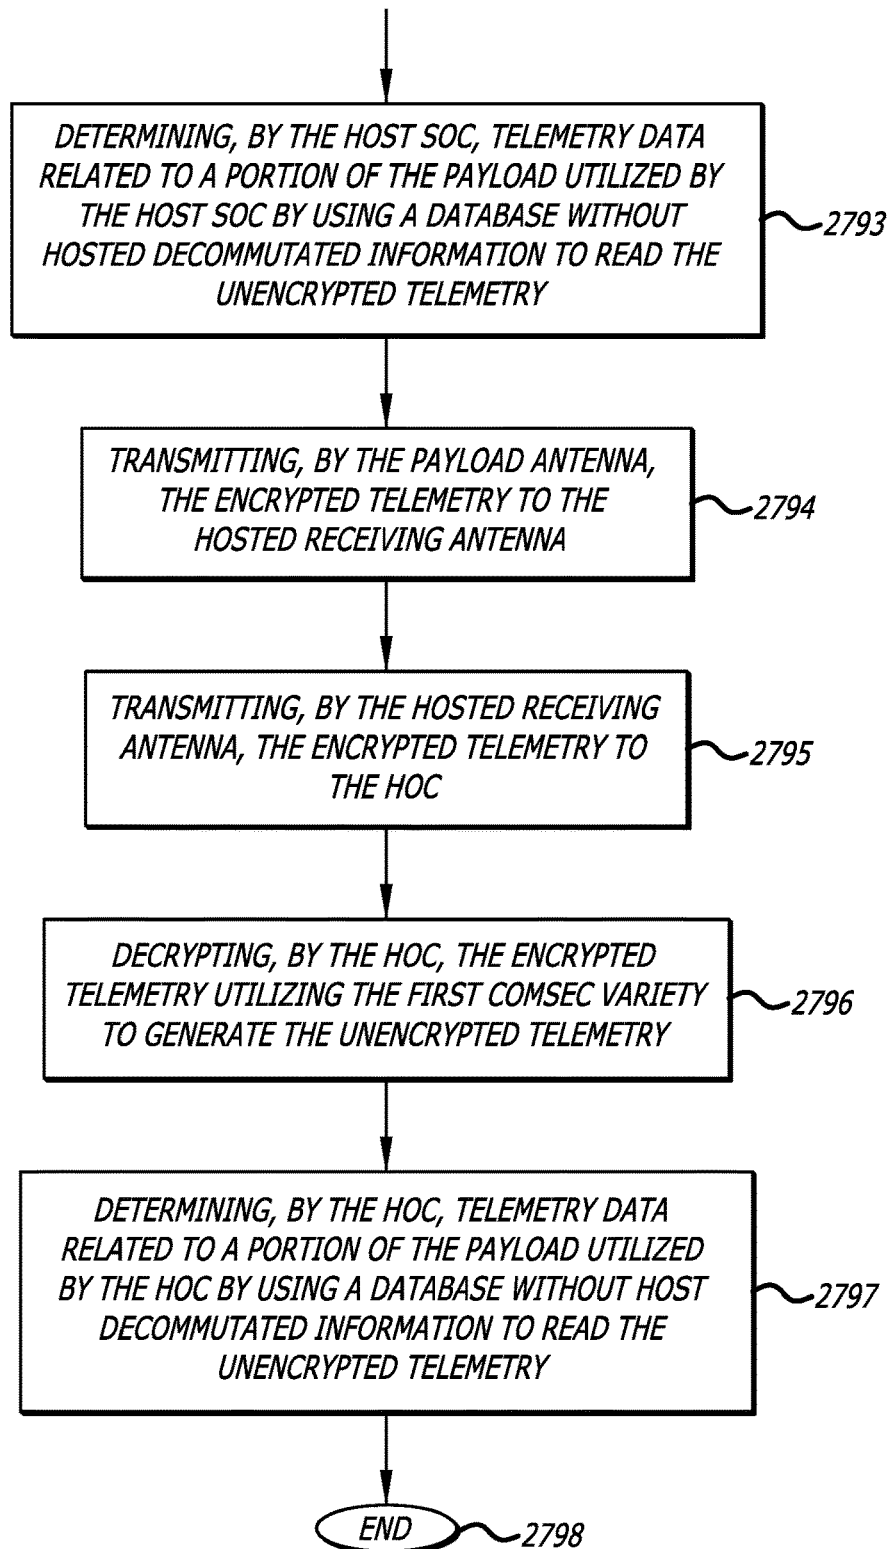 DETERMINING, BY THE HOST SOC, TELEMETRY DATA
RELATED TO A PORTION OF THE PAYLOAD UTILIZED BY
THE HOST SOC BY USING A DATABASE WITHOUT
HOSTED DECOMMUTATED INFORMATION TO READ THE
UNENCRYPTED TELEMETRY
2793
TRANSMITTING, BY THE PAYLOAD ANTENNA,
THE ENCRYPTED TELEMETRY TO THE
HOSTED RECEIVING ANTENNA
2794
TRANSMITTING, BY THE HOSTED RECEIVING
ANTENNA, THE ENCRYPTED TELEMETRY TO
THE HOC
2795
DECRYPTING, BY THE HOC, THE ENCRYPTED
TELEMETRY UTILIZING THE FIRST COMSEC VARIETY
TO GENERATE THE UNENCRYPTED TELEMETRY
2796
DETERMINING, BY THE HOC, TELEMETRY DATA
RELATED TO A PORTION OF THE PAYLOAD UTILIZED
BY THE HOC BY USING A DATABASE WITHOUT HOST
DECOMMUTATED INFORMATION TO READ THE
UNENCRYPTED TELEMETRY
2797
END
2798